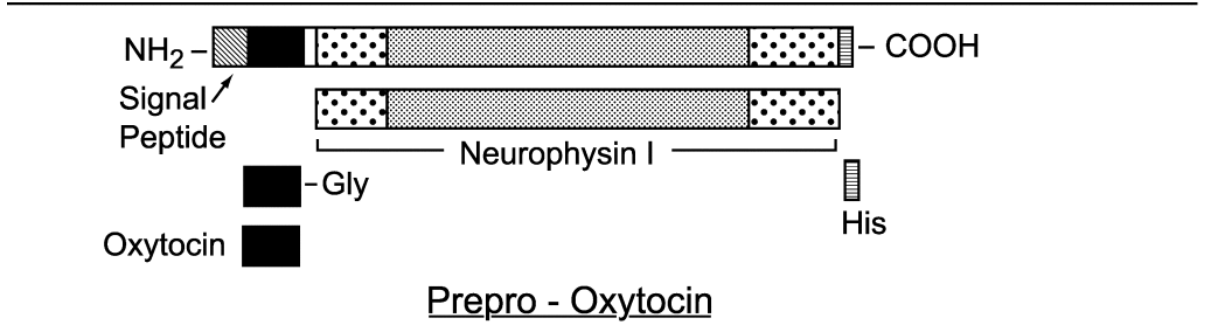 NH2 – – COOH
Signal
Peptide
Neurophysin I
– Gly
His
Oxytocin
Prepro - Oxytocin